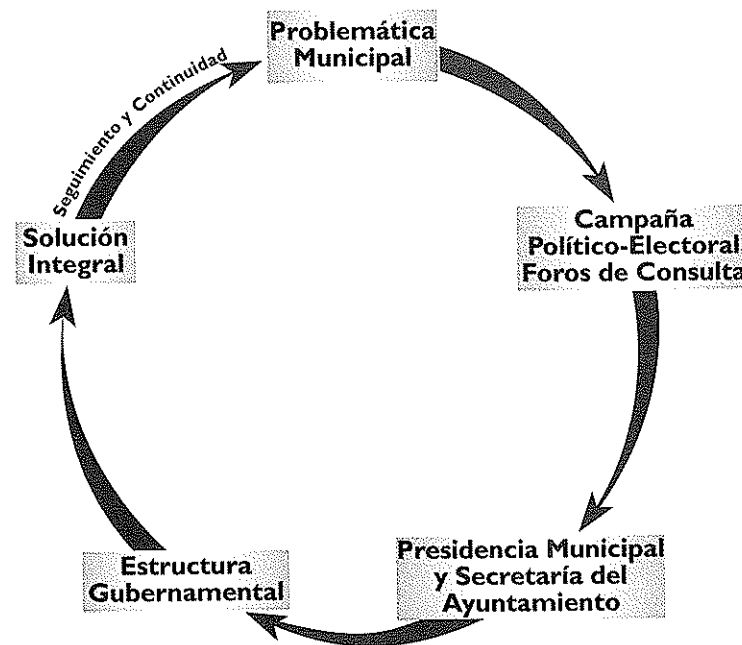 Problemática
Municipal
Campaña
Político-Electoral
Foros de Consulta
Presidencia Municipal
y Secretaría del
Ayuntamiento
Estructura
Gubernamental
Solución
Integral
Seguimiento y Continuidad